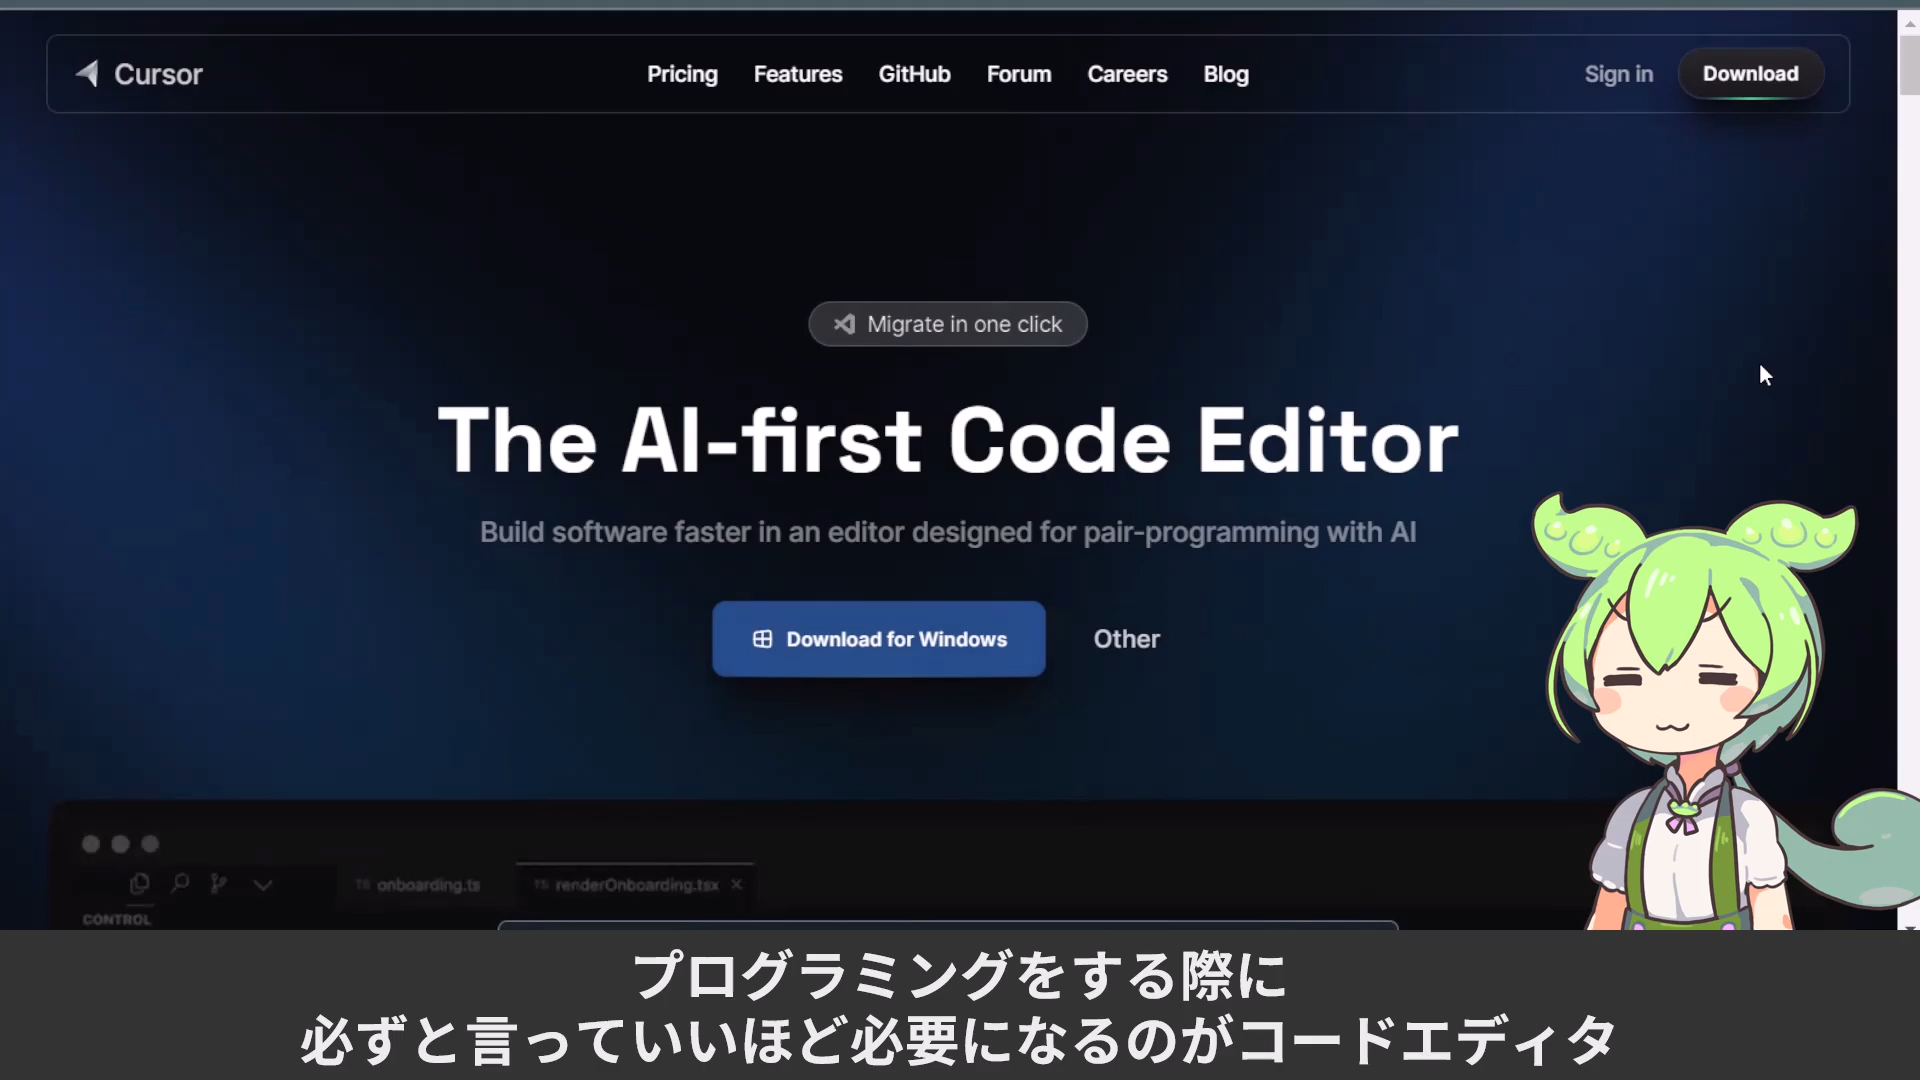 Cursor
Pricing Features GitHub Forum Careers Blog
Sign in
Download
Migrate in one click
The AI-first Code Editor
Build software faster in an editor designed for pair-programming with AI
Download for Windows
Other
TS onboarding.ts
TS renderOnboarding.tsx
CONTROL
プログラミングをする際に
必ずと言っていいほど必要になるのがコードエディタ